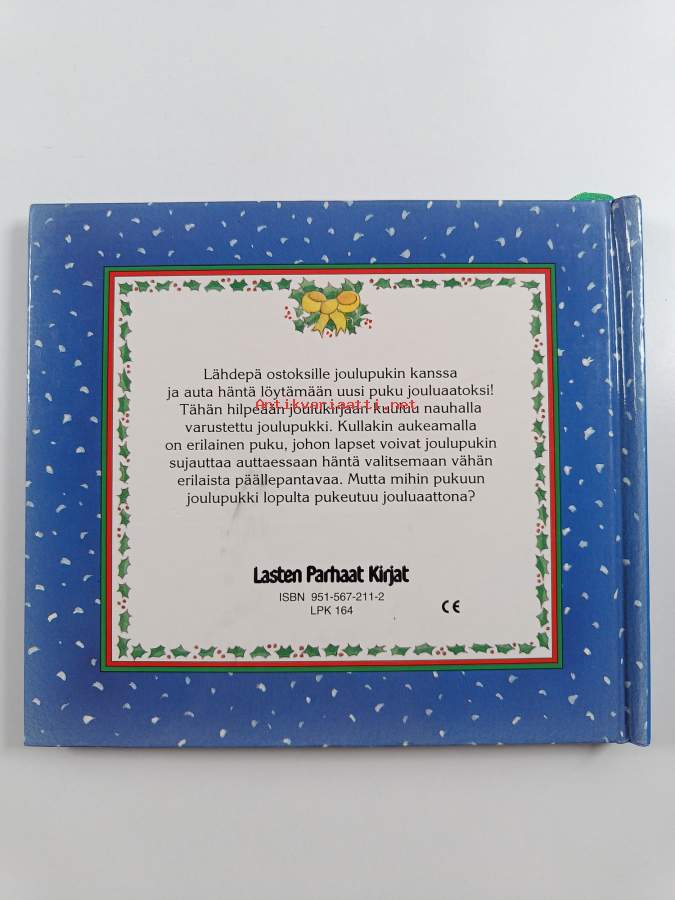 Lähdepä ostoksille joulupukin kanssa
ja auta häntä löytämään uusi puku jouluaatoksi!
Antikvariaatti.net
Tähän hilpeään joulukirjaan kuuluu nauhalla
varustettu joulupukki. Kullakin aukeamalla
on erilainen puku, johon lapset voivat joulupukin
sujauttaa auttaessaan häntä valitsemaan vähän
erilaista päällepantavaa. Mutta mihin pukuun
joulupukki lopulta pukeutuu jouluaattona?
Lasten Parhaat Kirjat
ISBN 951-567-211-2
LPK 164
CE